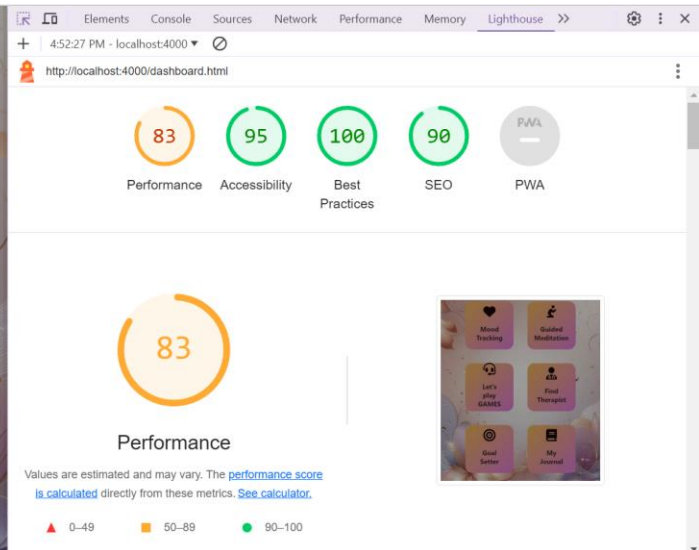 Elements Console Sources Network Performance Memory Lighthouse
4:52:27 PM - localhost:4000
http://localhost:4000/dashboard.html
83 95 100 90 PWA
Performance Accessibility Best Practices SEO PWA
83
Performance
Values are estimated and may vary. The performance score
is calculated directly from these metrics. See calculator.
0–49 50–89 90–100
Mood Tracking
Guided Meditation
Let's play GAMES
Find Therapist
Goal Setter
My Journal